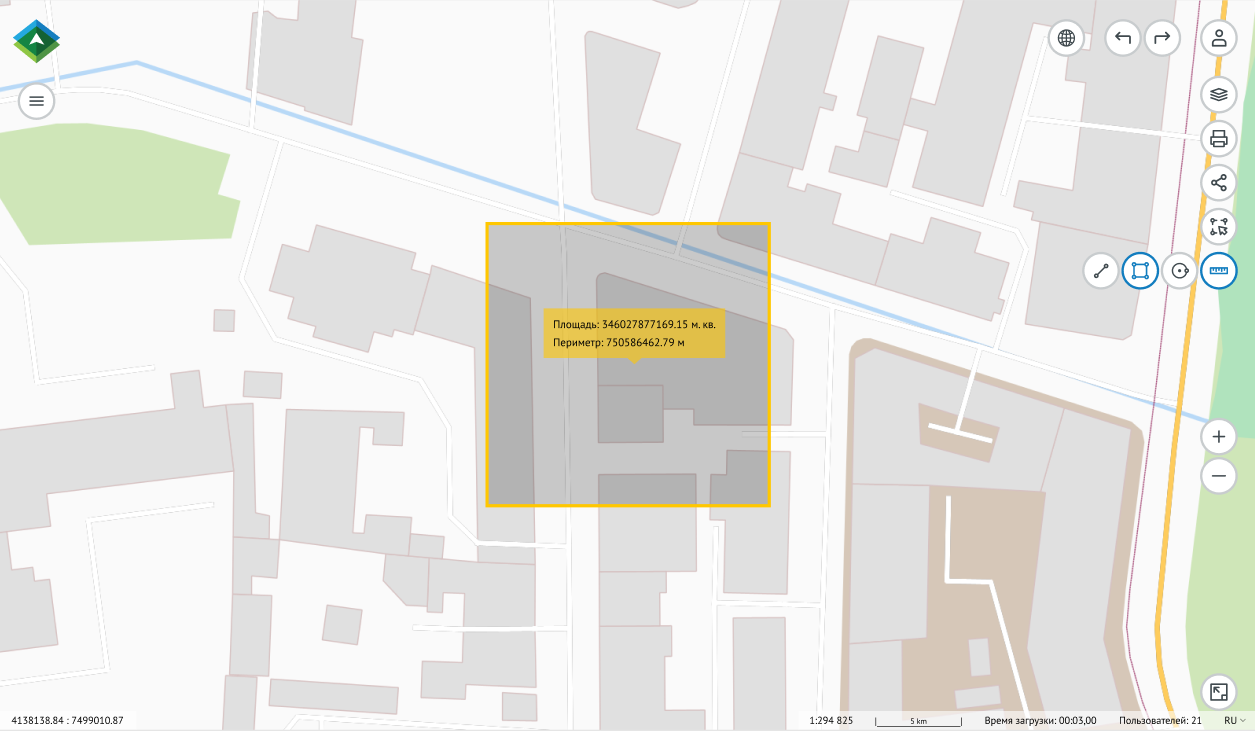 Площадь: 346027877169.15 м. кв.
Периметр: 750586462.79 м
4138138.84 : 7499010.87
1:294 825
5 km
Время загрузки: 00:03,00
Пользователей: 21
RU